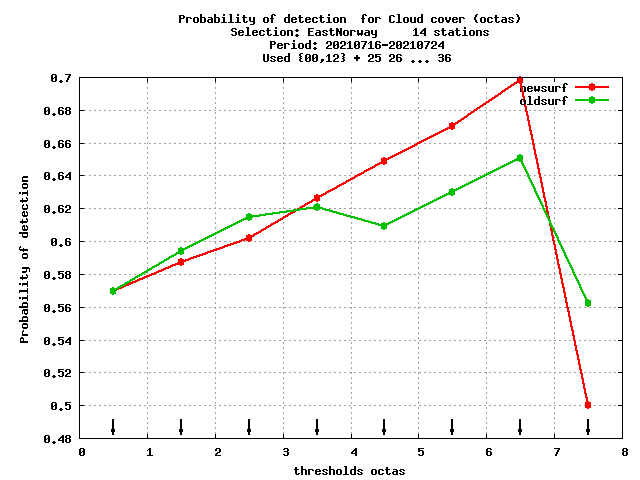 Probability of detection  for Cloud cover (octas)
Selection: EastNorway     14 stations
Period: 20210716-20210724
Used {00,12} + 25 26 ... 36
newsurf
oldsurf
0.7
0.68
0.66
0.64
0.62
0.6
0.58
0.56
0.54
0.52
0.5
0.48
Probability of detection
0 1 2 3 4 5 6 7 8
thresholds octas